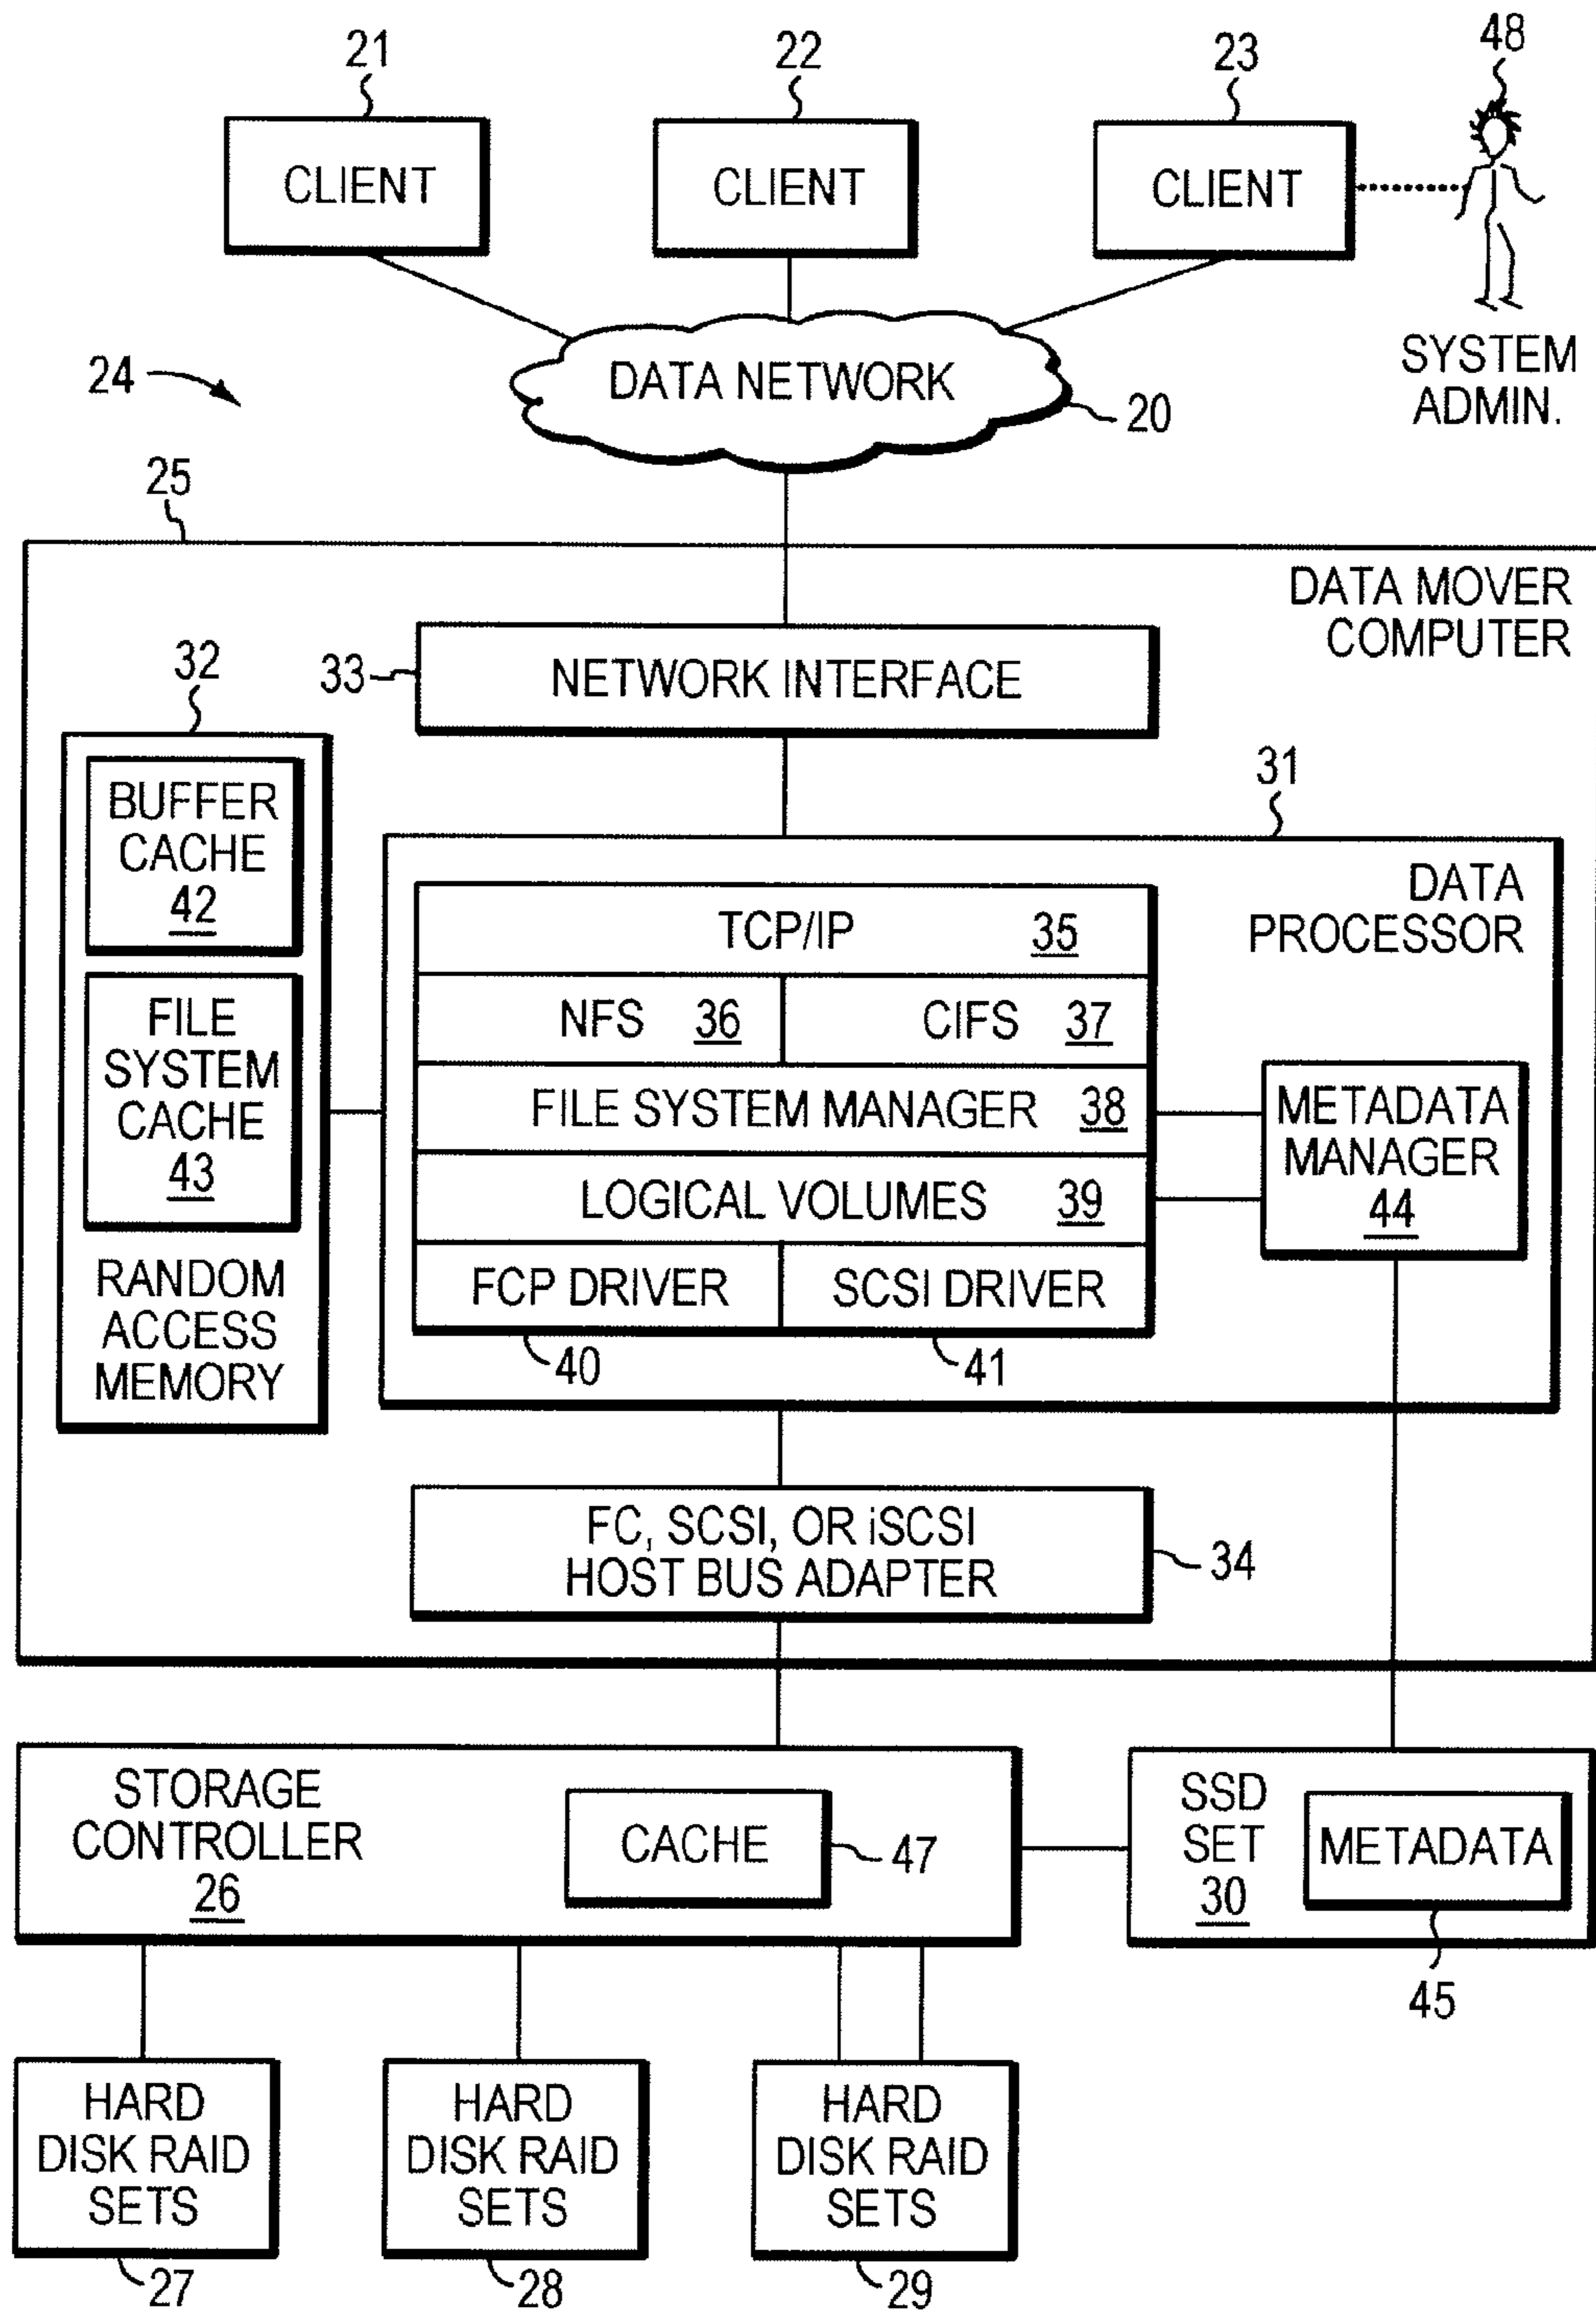 21
22
23
48
CLIENT
CLIENT
CLIENT
SYSTEM
ADMIN.
24
DATA NETWORK
20
25
DATA MOVER
COMPUTER
33
NETWORK INTERFACE
32
BUFFER
CACHE
42
FILE
SYSTEM
CACHE
43
RANDOM
ACCESS
MEMORY
31
DATA
PROCESSOR
TCP/IP 35
NFS 36
CIFS 37
FILE SYSTEM MANAGER 38
LOGICAL VOLUMES 39
FCP DRIVER
SCSI DRIVER
40
41
METADATA
MANAGER
44
FC, SCSI, OR iSCSI
HOST BUS ADAPTER
34
STORAGE
CONTROLLER
26
CACHE
47
SSD
SET
30
METADATA
45
HARD
DISK RAID
SETS
27
HARD
DISK RAID
SETS
28
HARD
DISK RAID
SETS
29